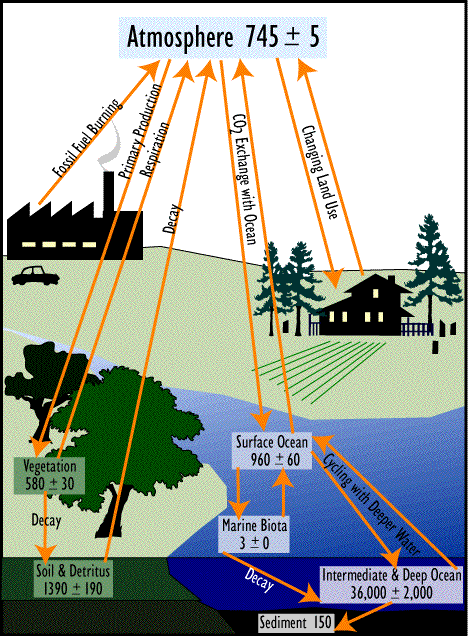 Atmosphere 745 ± 5
Fossil Fuel Burning
Primary Production
Respiration
Decay
CO2 Exchange with Ocean
Changing Land Use
Surface Ocean
960 ± 60
Vegetation
580 ± 30
Cycling with Deeper Water
Decay
Marine Biota
3 ± 0
Decay
Soil & Detritus
1390 ± 190
Intermediate & Deep Ocean
36,000 ± 2,000
Sediment 150